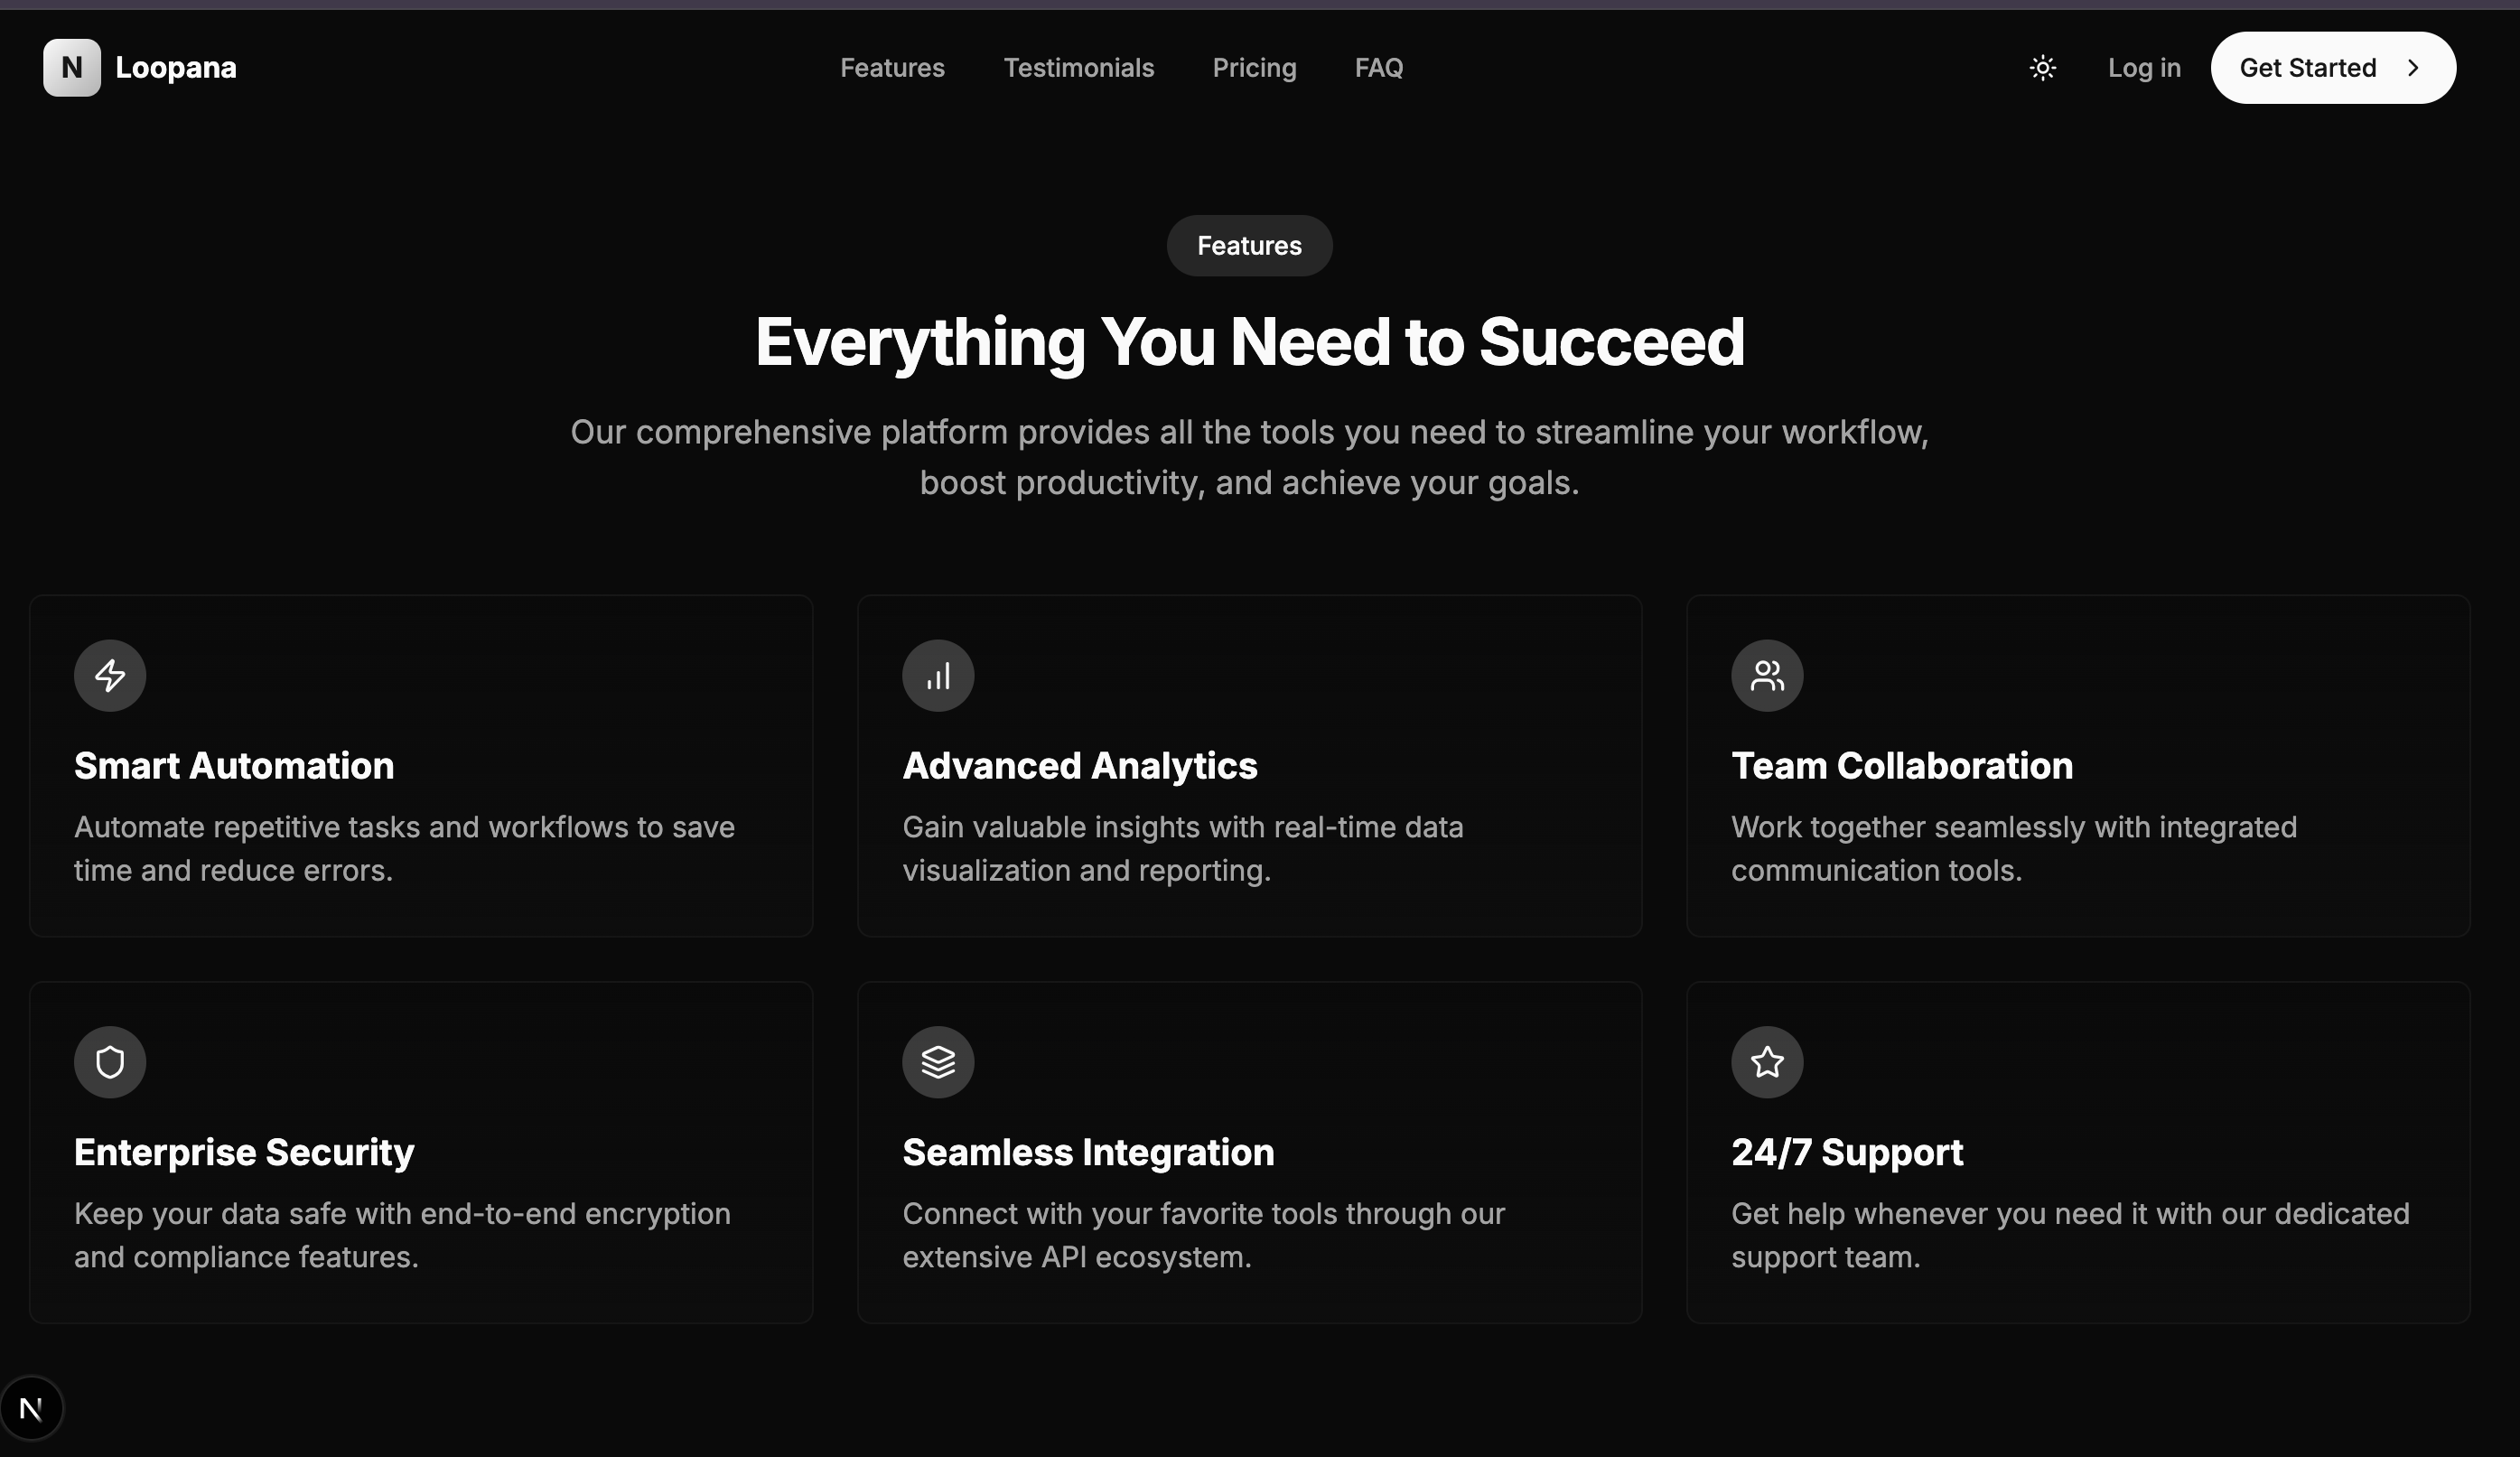 N Loopana
Features Testimonials Pricing FAQ
Log in
Get Started
Features
Everything You Need to Succeed
Our comprehensive platform provides all the tools you need to streamline your workflow,
boost productivity, and achieve your goals.
Smart Automation
Automate repetitive tasks and workflows to save
time and reduce errors.
Advanced Analytics
Gain valuable insights with real-time data
visualization and reporting.
Team Collaboration
Work together seamlessly with integrated
communication tools.
Enterprise Security
Keep your data safe with end-to-end encryption
and compliance features.
Seamless Integration
Connect with your favorite tools through our
extensive API ecosystem.
24/7 Support
Get help whenever you need it with our dedicated
support team.
N